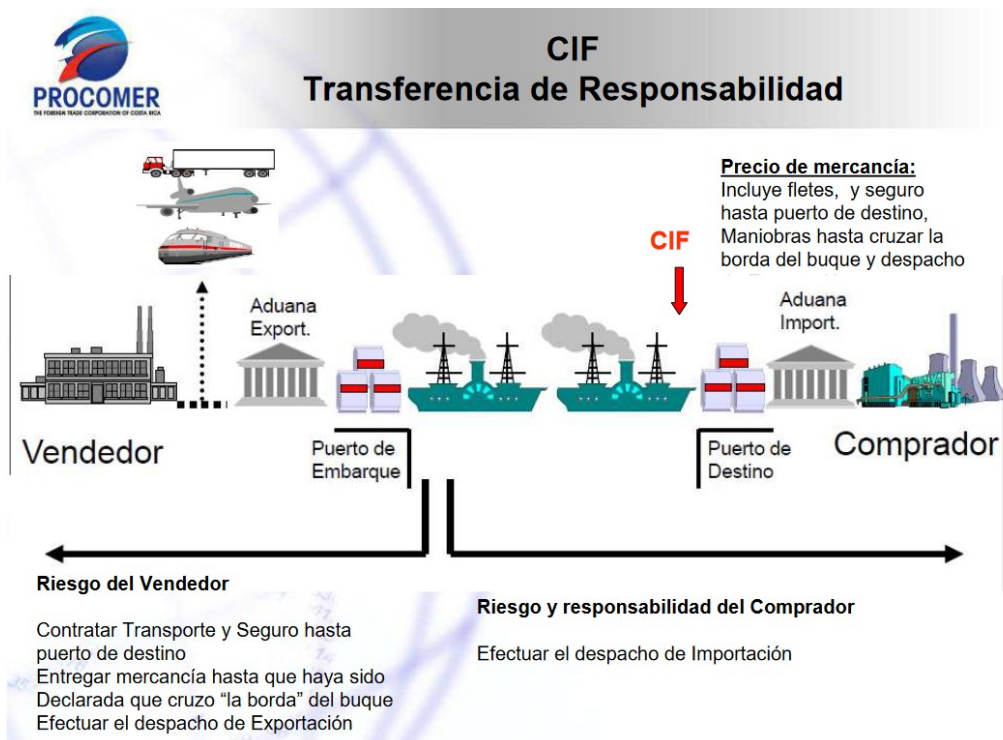 CIF
Transferencia de Responsabilidad
PROCOMER
THE FOREIGN TRADE CORPORATION OF COSTA RICA
Precio de mercancía:
Incluye fletes, y seguro
hasta puerto de destino,
Maniobras hasta cruzar la
borda del buque y despacho
CIF
Aduana
Export.
Aduana
Import.
Vendedor
Puerto de
Embarque
Puerto de
Destino
Comprador
Riesgo del Vendedor
Contratar Transporte y Seguro hasta
puerto de destino
Entregar mercancía hasta que haya sido
Declarada que cruzo “la borda” del buque
Efectuar el despacho de Exportación
Riesgo y responsabilidad del Comprador
Efectuar el despacho de Importación